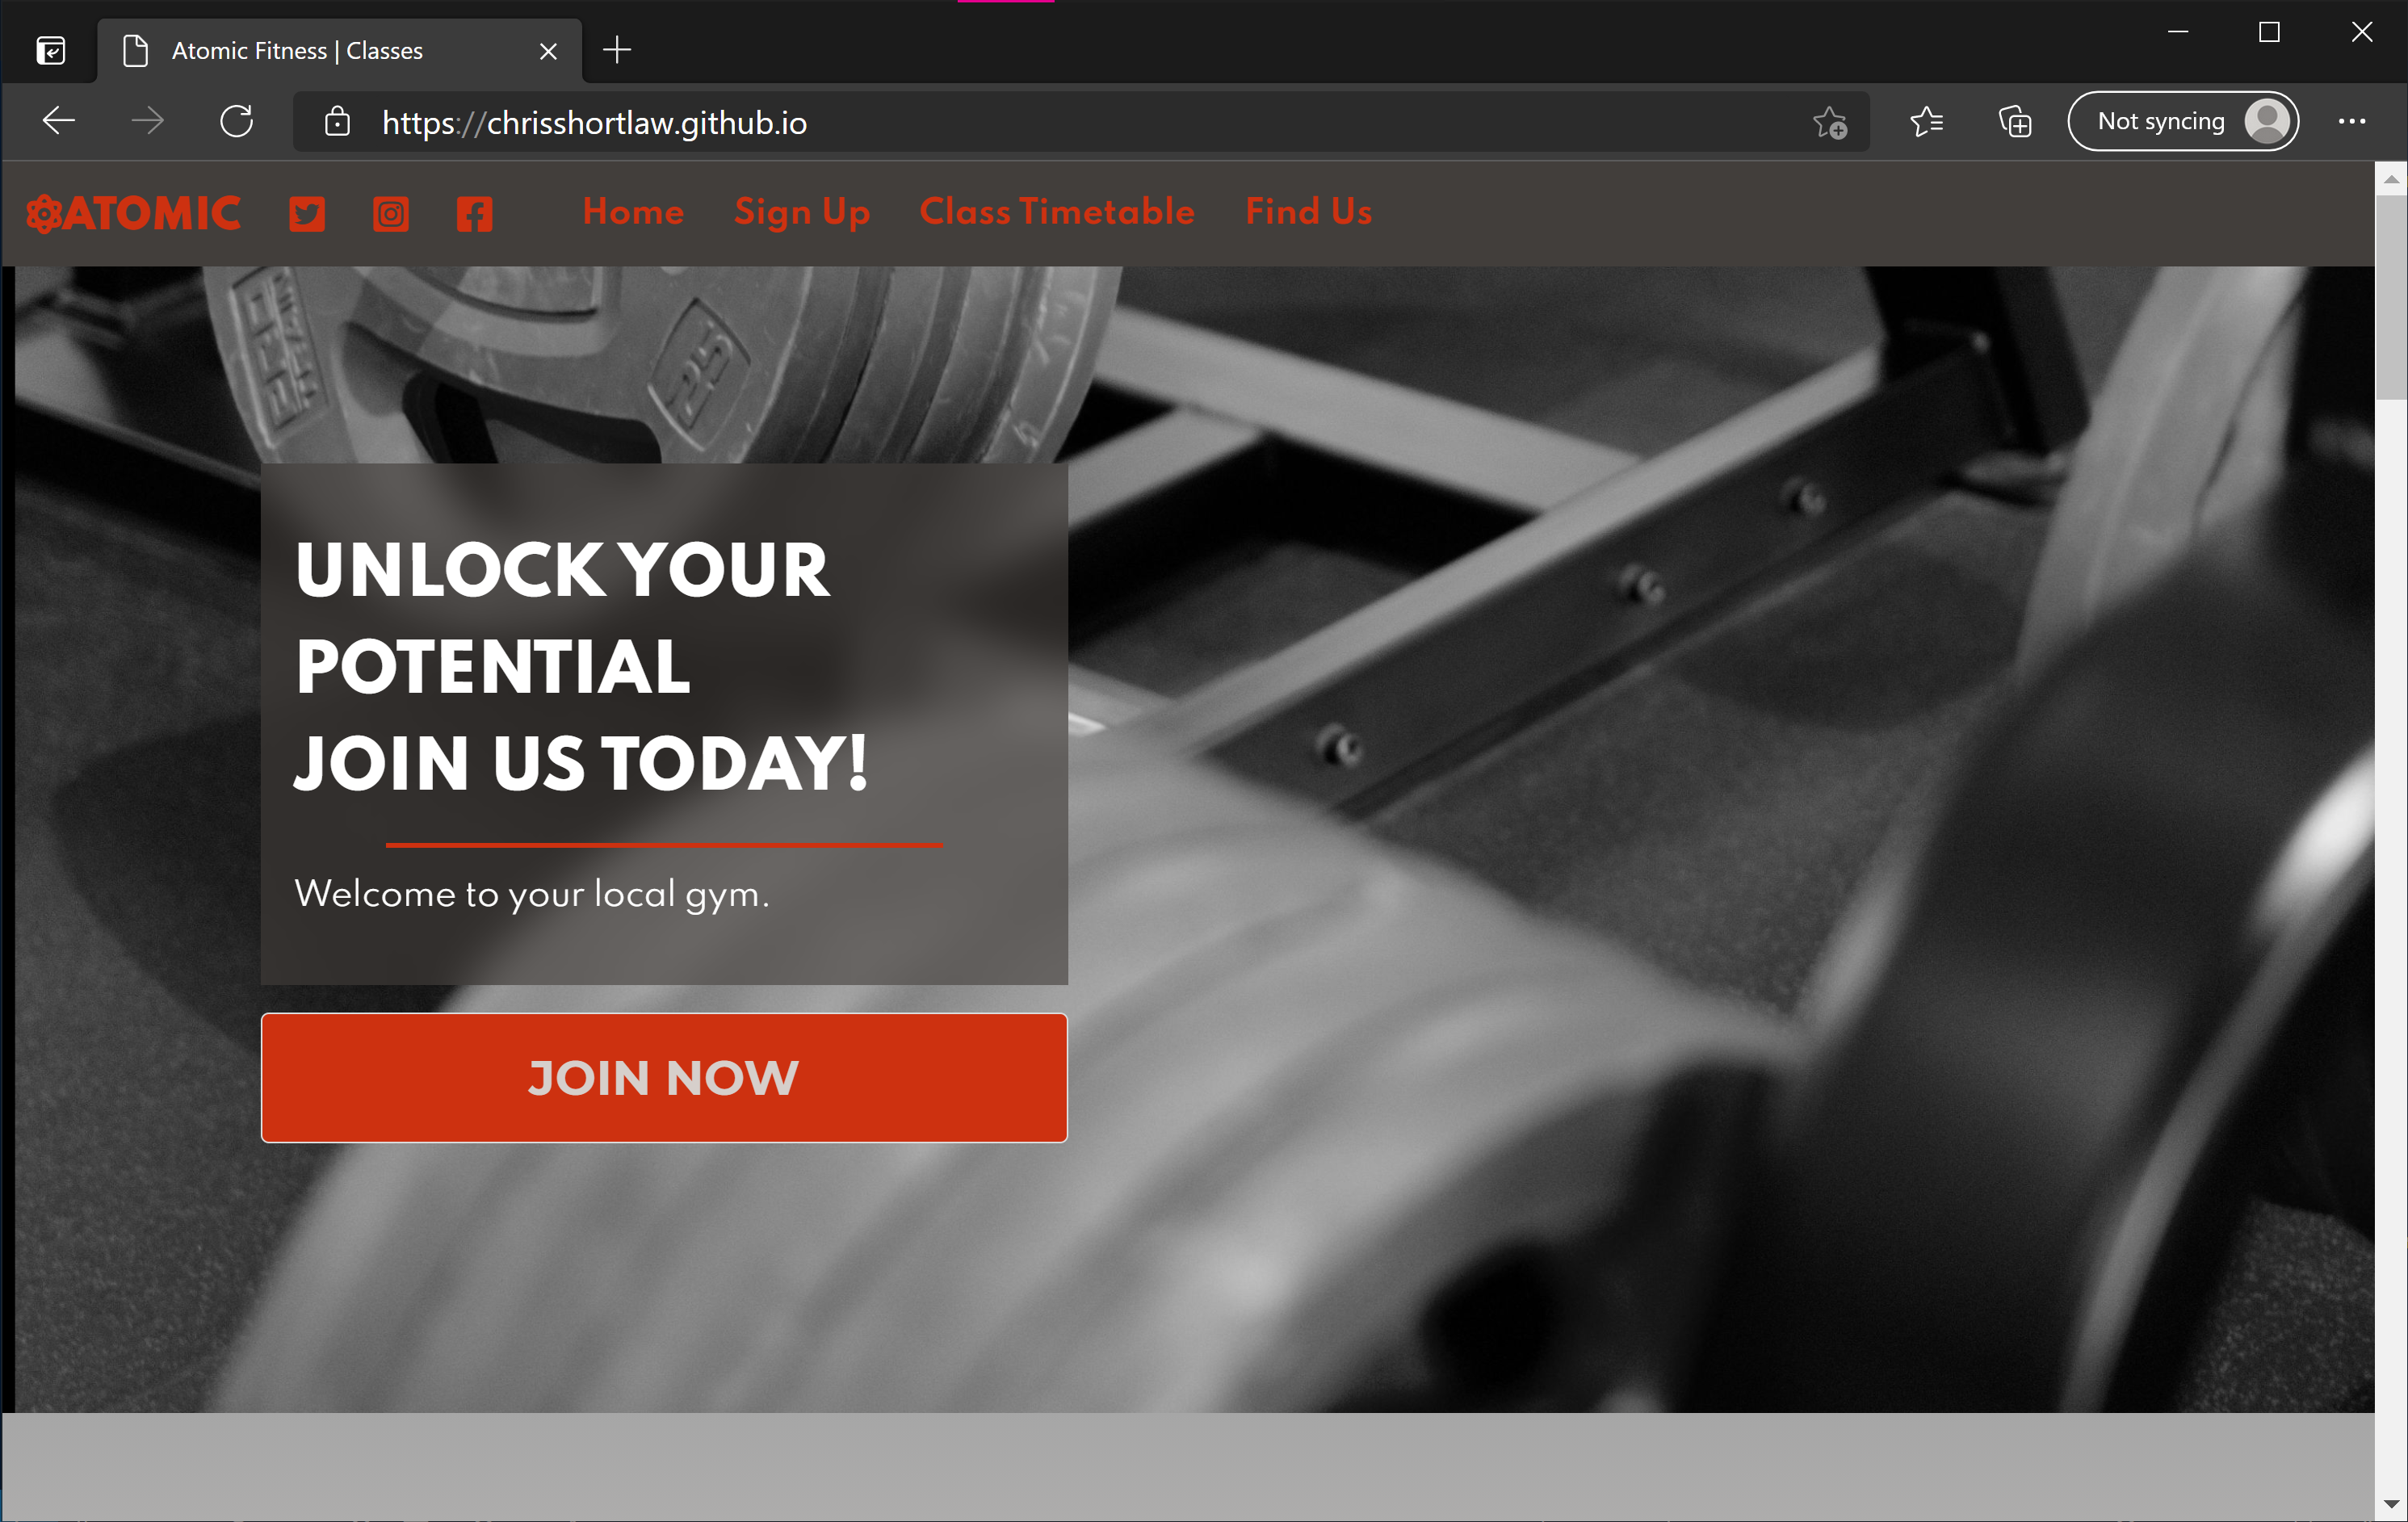 Atomic Fitness | Classes
https://chrisshortlaw.github.io
Not syncing
ATOMIC Home Sign Up Class Timetable Find Us
25
UNLOCK YOUR
POTENTIAL
JOIN US TODAY!
Welcome to your local gym.
JOIN NOW